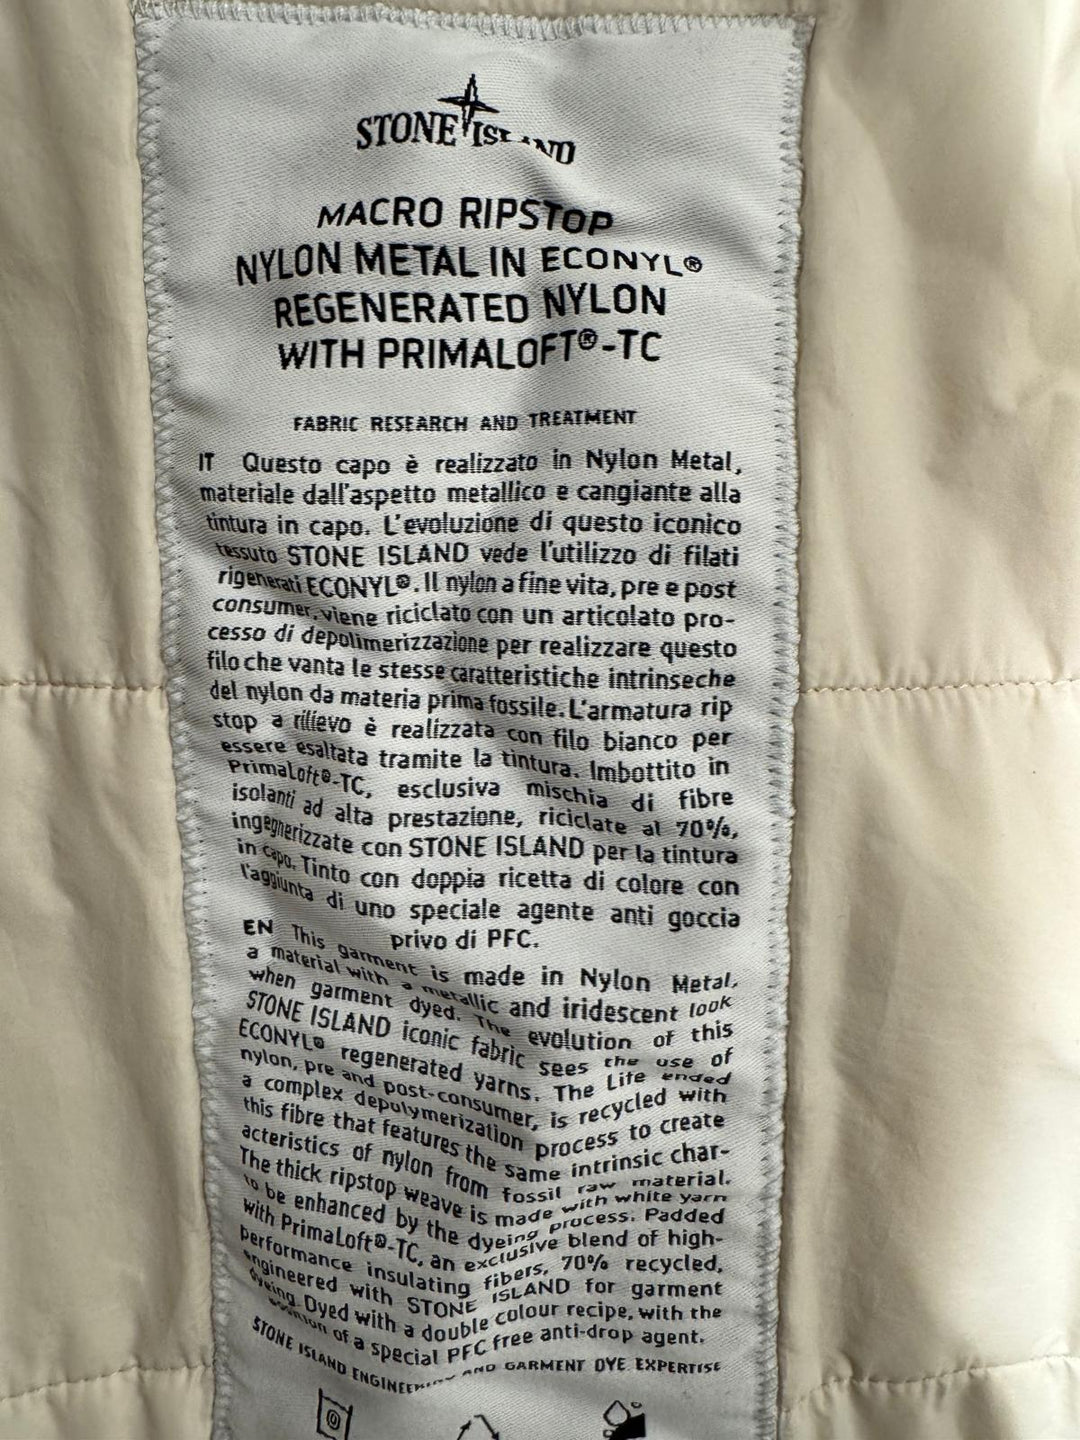 STONE ISLAND
MACRO RIPSTOP
NYLON METAL IN ECONYL®
REGENERATED NYLON
WITH PRIMALOFT®-TC
FABRIC RESEARCH AND TREATMENT
IT Questo capo è realizzato in Nylon Metal,
materiale dall'aspetto metallico e cangiante alla
tintura in capo. L'evoluzione di questo iconico
tessuto STONE ISLAND vede l'utilizzo di filati
rigenerati ECONYL®. Il nylon a fine vita, pre e post
consumer, viene riciclato con un articolato pro-
cesso di depolimerizzazione per realizzare questo
filo che vanta le stesse caratteristiche intrinseche
del nylon da materia prima fossile. L'armatura rip
stop a rilievo è realizzata con filo bianco per
essere esaltata tramite la tintura. Imbottito in
PrimaLoft®-TC, esclusiva mischia di fibre
isolanti ad alta prestazione, riciclate al 70%,
ingegnerizzate con STONE ISLAND per la tintura
in capo. Tinto con doppia ricetta di colore con
l'aggiunta di uno speciale agente anti goccia
privo di PFC.
EN This garment is made in Nylon Metal,
a material with a metallic and iridescent look
when garment dyed. The evolution of this
STONE ISLAND iconic fabric sees the use of
ECONYL® regenerated yarns. The Life ended
nylon, pre and post-consumer, is recycled with
a complex depolymerization process to create
this fibre that features the same intrinsic char-
acteristics of nylon from fossil raw material.
The thick ripstop weave is made with white yarn
to be enhanced by the dyeing process. Padded
with PrimaLoft®-TC, an exclusive blend of high-
performance insulating fibers, 70% recycled,
engineered with STONE ISLAND for garment
dyeing. Dyed with a double colour recipe, with the
addition of a special PFC free anti-drop agent.
STONE ISLAND ENGINEERING AND GARMENT DYE EXPERTISE